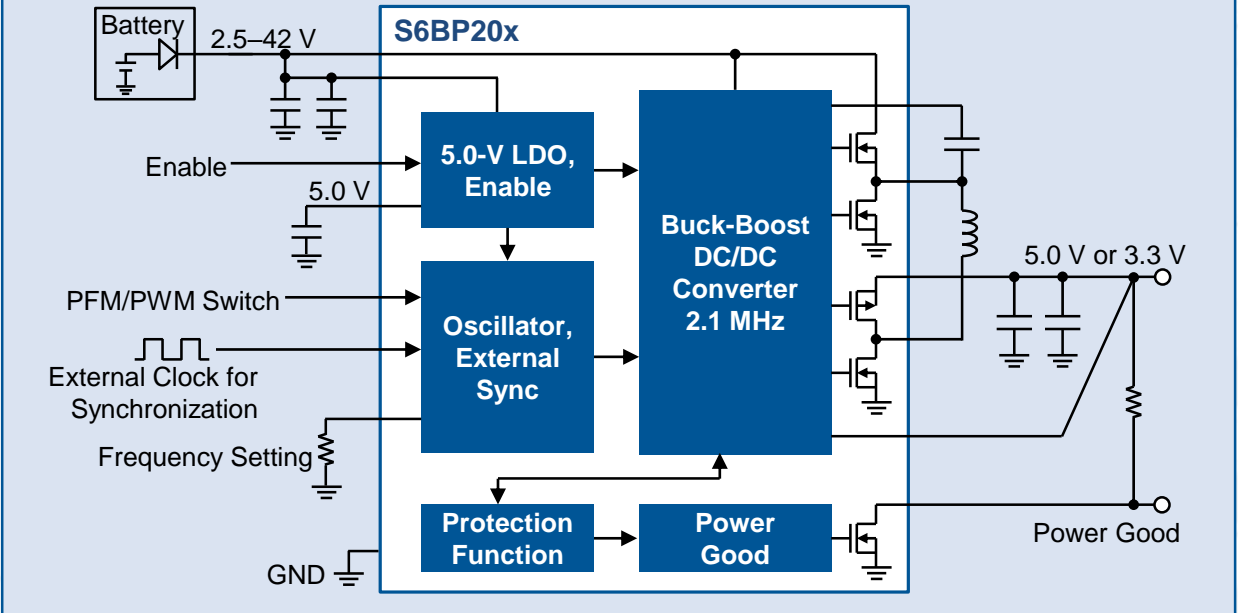 Battery
2.5–42 V
S6BP20x
Enable
5.0 V
5.0-V LDO,
Enable
PFM/PWM Switch
External Clock for
Synchronization
Frequency Setting
Oscillator,
External
Sync
Buck-Boost
DC/DC
Converter
2.1 MHz
5.0 V or 3.3 V
Protection
Function
Power
Good
Power Good
GND